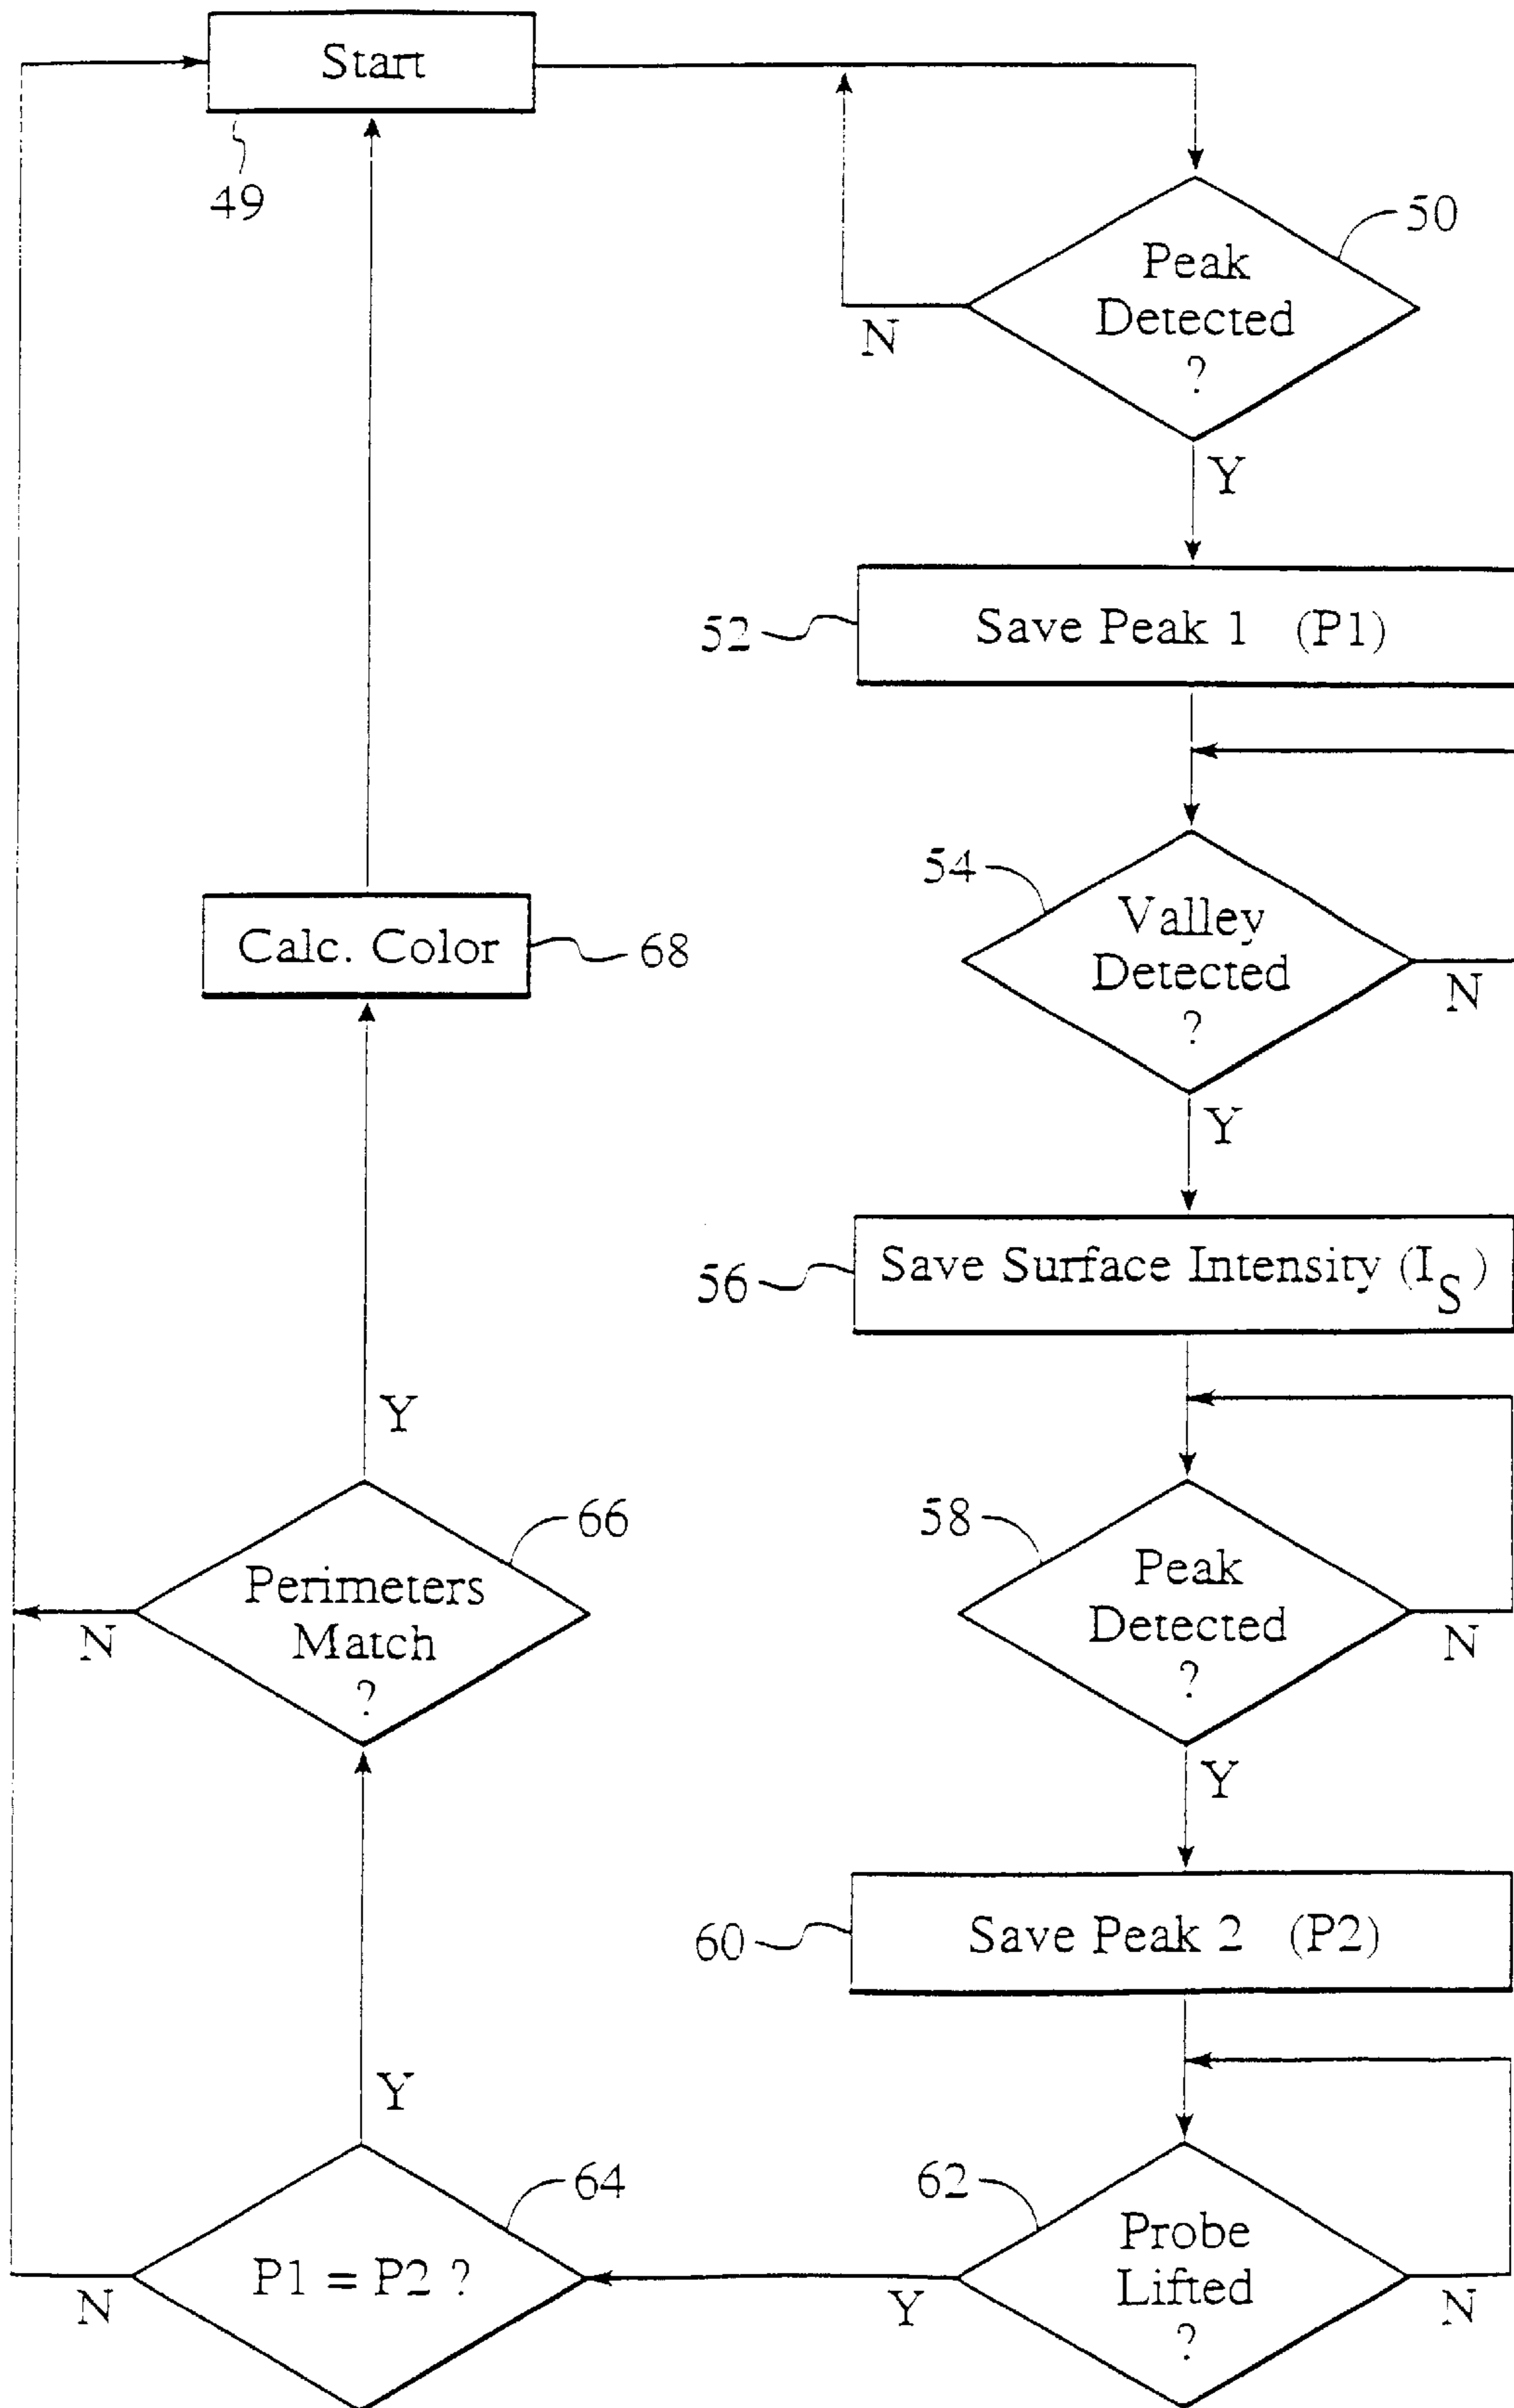 Start
49
Peak
Detected
?
50
N
Y
52
Save Peak 1 (P1)
54
Valley
Detected
?
N
Y
56
Save Surface Intensity (I_S)
58
Peak
Detected
?
N
Y
60
Save Peak 2 (P2)
62
Probe
Lifted
?
N
Y
64
P1 = P2 ?
N
Y
66
Perimeters
Match
?
N
Y
Calc. Color
68